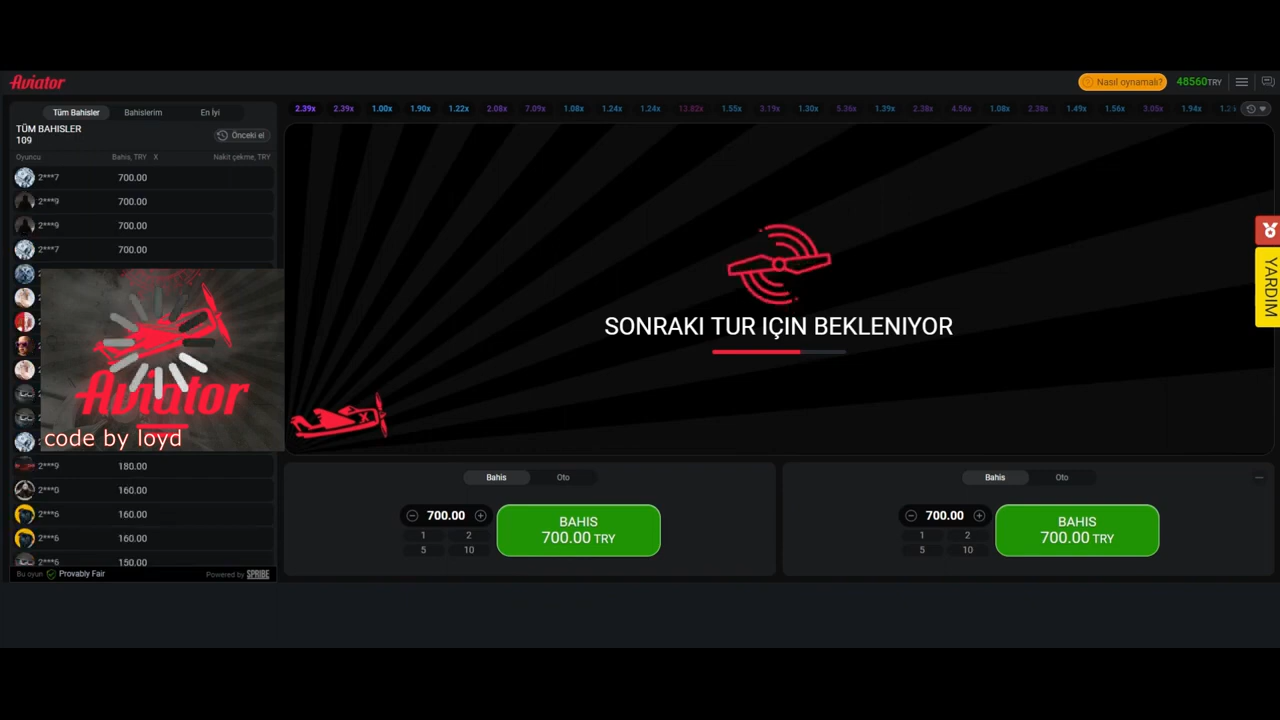 Aviator
Nasıl oynamalı?
48560TRY
Tüm Bahisler
Bahislerim
En İyi
2.39x 2.39x 1.00x 1.90x 1.22x 2.08x 7.09x 1.08x 1.24x 1.24x 13.82x 1.55x 3.19x 1.30x 5.36x 1.39x 2.38x 4.56x 1.08x 2.38x 1.49x 1.56x 3.05x 1.94x
TÜM BAHISLER
109
Önceki el
Oyuncu Bahis, TRY X Nakit çekme, TRY
2***7 700.00
2***9 700.00
2***9 700.00
2***7 700.00
Aviator
code by loyd
2***9 180.00
2***0 160.00
2***6 160.00
2***6 160.00
2***6 150.00
Bu oyun Provably Fair
Powered by SPRIBE
SONRAKI TUR IÇIN BEKLENIYOR
YARDIM
Bahis Oto
700.00
1 2
5 10
BAHIS
700.00 TRY
Bahis Oto
700.00
1 2
5 10
BAHIS
700.00 TRY